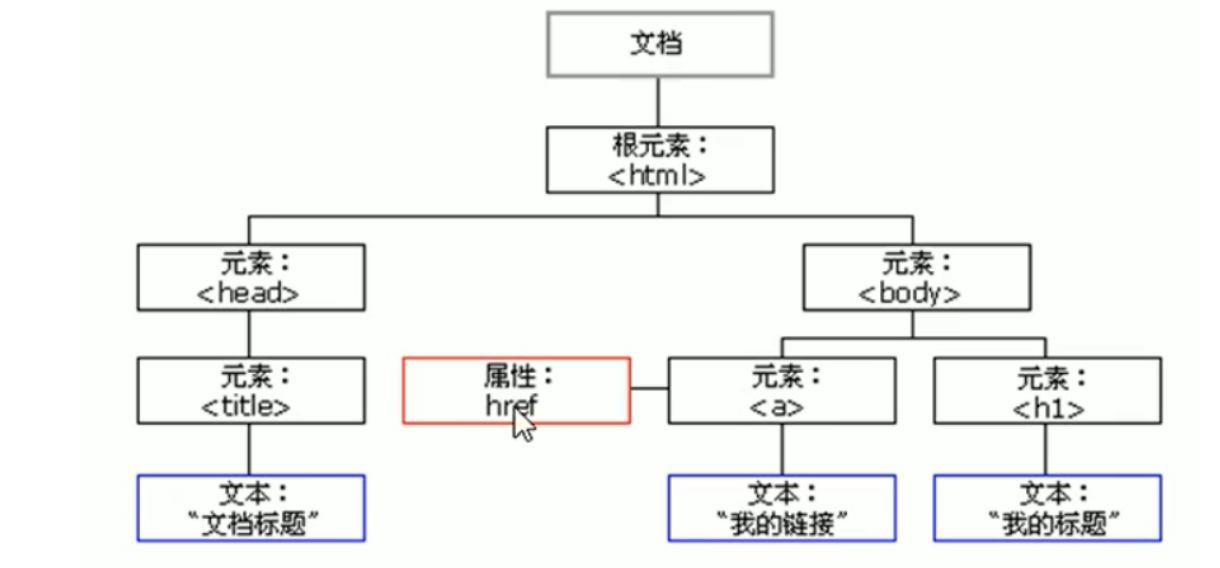 文档
根元素：
<html>
元素：
<head>
元素：
<body>
元素：
<title>
属性：
href
元素：
<a>
元素：
<h1>
文本：
“文档标题”
文本：
“我的链接”
文本：
“我的标题”